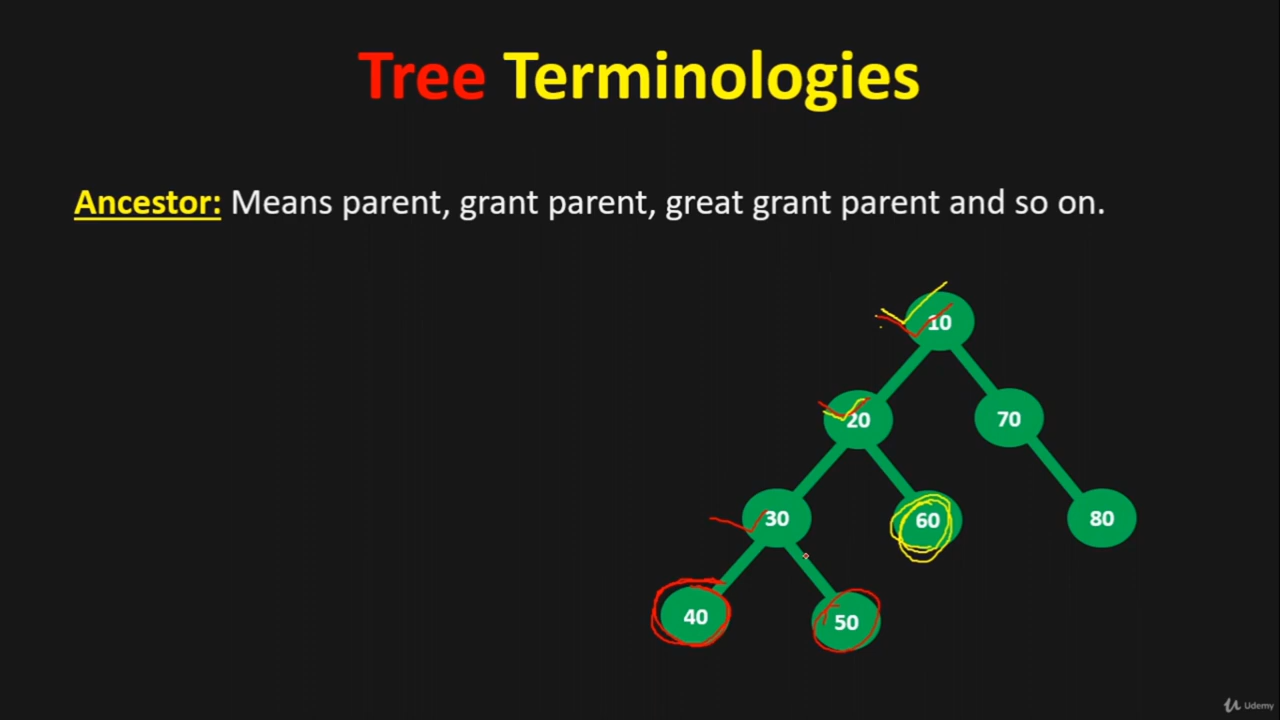 Tree Terminologies
Ancestor: Means parent, grant parent, great grant parent and so on.
10
20
70
30
60
80
40
50
Udemy